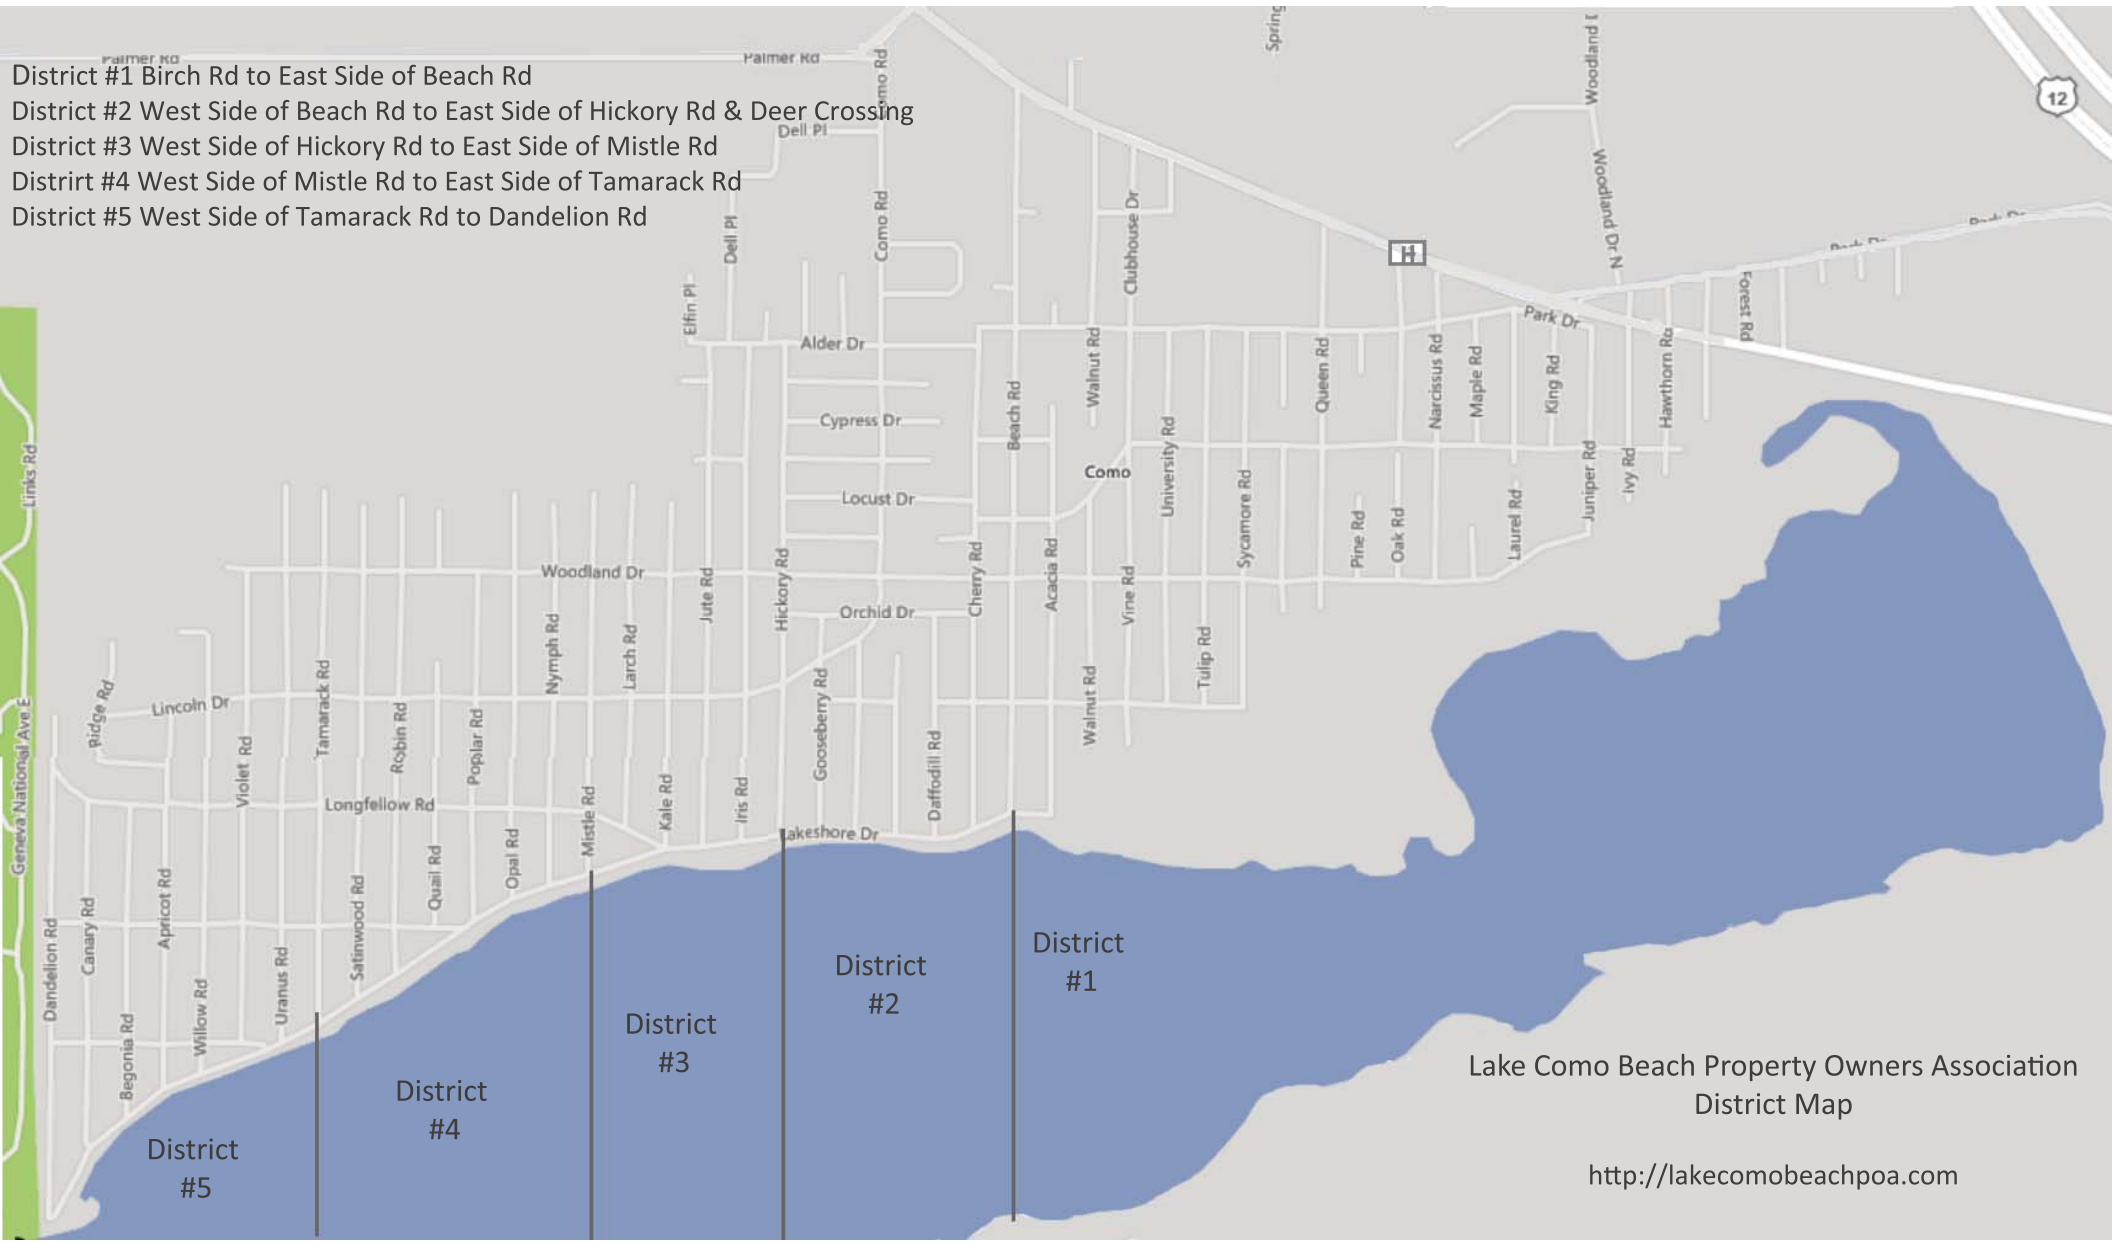 Palmer Rd
Palmer Rd
Como Rd
Spring
Woodland
12
District #1 Birch Rd to East Side of Beach Rd
District #2 West Side of Beach Rd to East Side of Hickory Rd & Deer Crossing
District #3 West Side of Hickory Rd to East Side of Mistle Rd
Distrirt #4 West Side of Mistle Rd to East Side of Tamarack Rd
District #5 West Side of Tamarack Rd to Dandelion Rd
Dell Pl
Dell Pl
Como Rd
Clubhouse Dr
Woodland Dr N
Park Dr
Park Dr
H
Elfin Pl
Alder Dr
Walnut Rd
Queen Rd
Narcissus Rd
Maple Rd
Park Dr
King Rd
Hawthorn Rd
Forest Rd
Cypress Dr
Beach Rd
Como
University Rd
Links Rd
Locust Dr
Sycamore Rd
Pine Rd
Oak Rd
Laurel Rd
Juniper Rd
Ivy Rd
Woodland Dr
Jute Rd
Hickory Rd
Cherry Rd
Acacia Rd
Vine Rd
Orchid Dr
Nymph Rd
Larch Rd
Tulip Rd
Ridge Rd
Lincoln Dr
Tamarack Rd
Robin Rd
Poplar Rd
Gooseberry Rd
Walnut Rd
Geneva National Ave E
Violet Rd
Longfellow Rd
Mistle Rd
Kale Rd
Iris Rd
Daffodill Rd
Lakeshore Dr
Opal Rd
Quail Rd
Apricot Rd
Satinwood Rd
Dandelion Rd
Canary Rd
Uranus Rd
Willow Rd
Begonia Rd
District
#1
District
#2
District
#3
District
#4
District
#5
Lake Como Beach Property Owners Association
District Map
http://lakecomobeachpoa.com